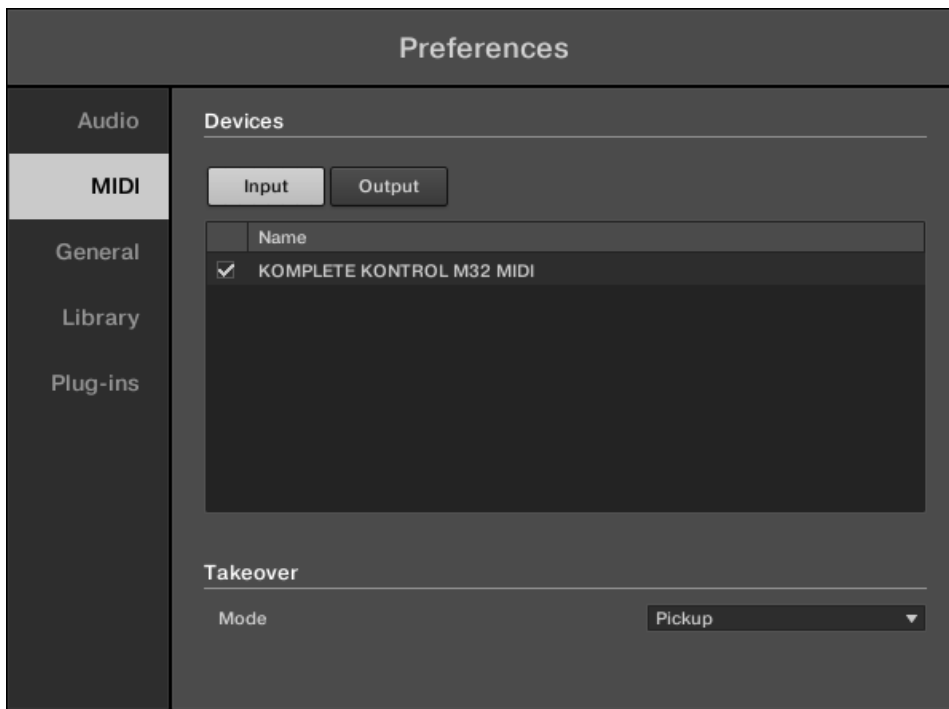 Preferences
Audio
MIDI
General
Library
Plug-ins
Devices
Input Output
Name
KOMPLETE KONTROL M32 MIDI
Takeover
Mode Pickup